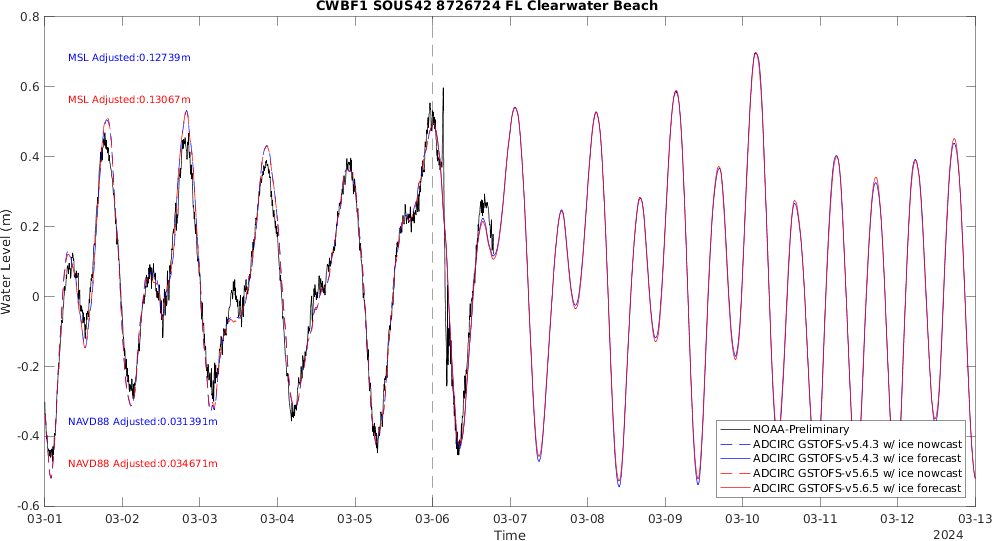 CWBF1 SOUS42 8726724 FL Clearwater Beach
0.8
0.6
0.4
0.2
0
-0.2
-0.4
-0.6
Water Level (m)
MSL Adjusted:0.12739m
MSL Adjusted:0.13067m
NAVD88 Adjusted:0.031391m
NAVD88 Adjusted:0.034671m
NOAA-Preliminary
ADCIRC GSTOFS-v5.4.3 w/ ice nowcast
ADCIRC GSTOFS-v5.4.3 w/ ice forecast
ADCIRC GSTOFS-v5.6.5 w/ ice nowcast
ADCIRC GSTOFS-v5.6.5 w/ ice forecast
03-01 03-02 03-03 03-04 03-05 03-06 03-07 03-08 03-09 03-10 03-11 03-12 03-13
Time
2024